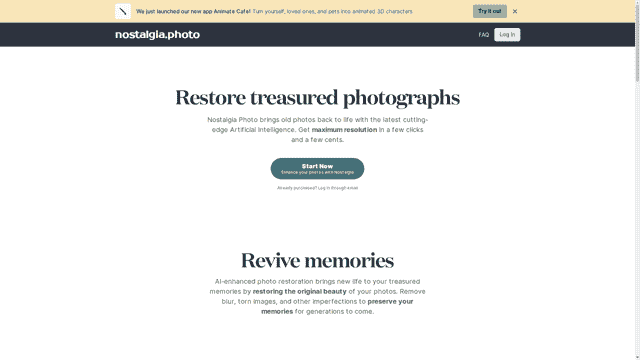 We just launched our new app Animate Cafe! Turn yourself, loved ones, and pets into animated 3D characters
Try it out
nostalgia.photo
FAQ
Log In
Restore treasured photographs
Nostalgia Photo brings old photos back to life with the latest cutting-
edge Artificial Intelligence. Get maximum resolution in a few clicks
and a few cents.
Start Now
Enhance your photos with Nostalgia
Already purchased? Log in through email
Revive memories
AI-enhanced photo restoration brings new life to your treasured
memories by restoring the original beauty of your photos. Remove
blur, torn images, and other imperfections to preserve your
memories for generations to come.